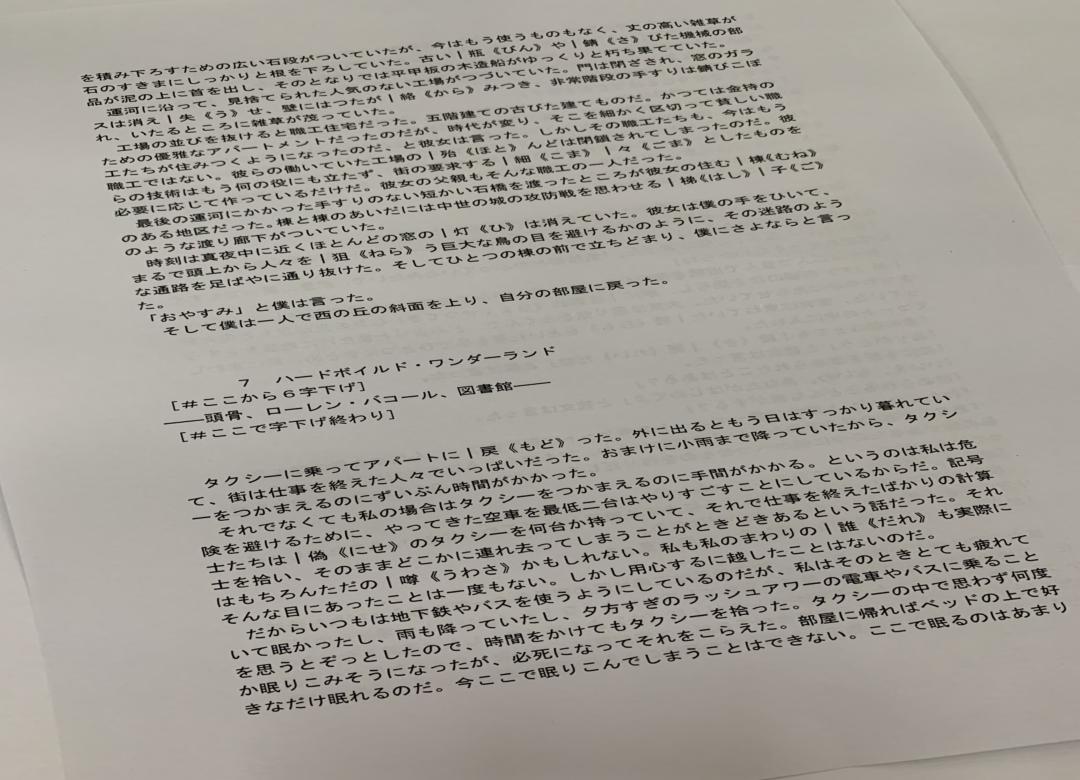 を積み下ろすための広い石段がついていたが、今はもう使うものもなく、丈の高い雑草が
石のすきまにしっかりと根を下ろしていた。古い|瓶《びん》や|錆《さ》びた機械の部
品が泥の上に首を出し、そのとなりでは平甲板の木造船がゆっくりと朽ち果てていた。
　運河に沿って、見捨てられた人気のない工場がつづいていた。門は閉ざされ、窓のガラ
スは消え|失《う》せ、壁にはつたが|絡《から》みつき、非常階段の手すりは錆びこぼ
れ、いたるところに雑草が茂っていた。
　工場の並びを抜けると職工住宅だった。五階建ての古びた建てものだ。かつては金持の
ための優雅なアパートメントだったのだが、時代が変り、そこを細かく区切って貧しい職
工たちが住みつくようになったのだ、と彼女は言った。しかしその職工たちも、今はもう
職工ではない。彼らの働いていた工場の|殆《ほと》んどは閉鎖されてしまったのだ。彼
らの技術はもう何の役にも立たず、街の要求する|細《こま》|々《ごま》としたものを
必要に応じて作っているだけだ。彼女の父親もそんな職工の一人だった。
　最後の運河にかかった手すりのない短かい石橋を渡ったところが彼女の住む|棟《むね》
のある地区だった。棟と棟のあいだには中世の城の攻防戦を思わせる|梯《はし》|子《ご》
のような渡り廊下がついていた。
　時刻は真夜中に近くほとんどの窓の|灯《ひ》は消えていた。彼女は僕の手をひいて、
まるで頭上から人々を|狙《ねら》う巨大な鳥の目を避けるかのように、その迷路のよう
な通路を足ばやに通り抜けた。そしてひとつの棟の前で立ちどまり、僕にさよならと言っ
た。
「おやすみ」と僕は言った。
　そして僕は一人で西の丘の斜面を上り、自分の部屋に戻った。
7　ハードボイルド・ワンダーランド
［＃ここから６字下げ］
――頭骨、ローレン・バコール、図書館――
［＃ここで字下げ終わり］
　タクシーに乗ってアパートに|戻《もど》った。外に出るともう日はすっかり暮れてい
て、街は仕事を終えた人々でいっぱいだった。おまけに小雨まで降っていたから、タクシ
ーをつかまえるのにずいぶん時間がかかった。
　それでなくても私の場合はタクシーをつかまえるのに手間がかかる。というのは私は危
険を避けるために、やってきた空車を最低二台はやりすごすことにしているからだ。記号
士たちは|偽《にせ》のタクシーを何台か持っていて、それで仕事を終えたばかりの計算
士を拾い、そのままどこかに連れ去ってしまうことがときどきあるという話だった。それ
はもちろんただの|噂《うわさ》かもしれない。私も私のまわりの|誰《だれ》も実際に
そんな目にあったことは一度もない。しかし用心するに越したことはないのだ。
　だからいつもは地下鉄やバスを使うようにしているのだが、私はそのときとても疲れて
いて眠かったし、雨も降っていたし、夕方すぎのラッシュアワーの電車やバスに乗ること
を思うとぞっとしたので、時間をかけてもタクシーを拾った。タクシーの中で思わず何度
か眠りこみそうになったが、必死になってそれをこらえた。部屋に帰ればベッドの上で好
きなだけ眠れるのだ。今ここで眠りこんでしまうことはできない。ここで眠るのはあまり